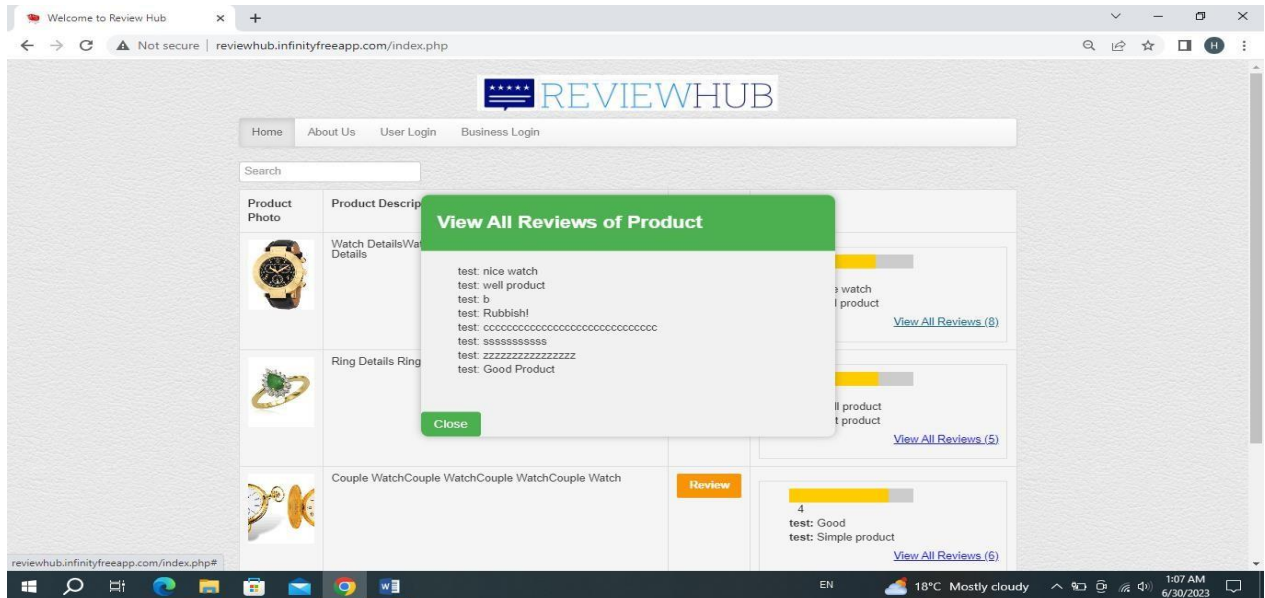 Welcome to Review Hub
Not secure | reviewhub.infinityfreeapp.com/index.php
H
REVIEWHUB
Home About Us User Login Business Login
Search
Product Photo
Product Descrip
View All Reviews of Product
test: nice watch
test: well product
test: b
test: Rubbish!
test: cccccccccccccccccccccccccccccc
test: sssssssssss
test: zzzzzzzzzzzzzzzz
test: Good Product
Close
Watch DetailsWat
Details
watch
product
View All Reviews (8)
Ring Details Ring
product
product
View All Reviews (5)
Couple WatchCouple WatchCouple WatchCouple Watch
Review
4
test: Good
test: Simple product
View All Reviews (6)
reviewhub.infinityfreeapp.com/index.php#
EN
18°C Mostly cloudy
1:07 AM
6/30/2023